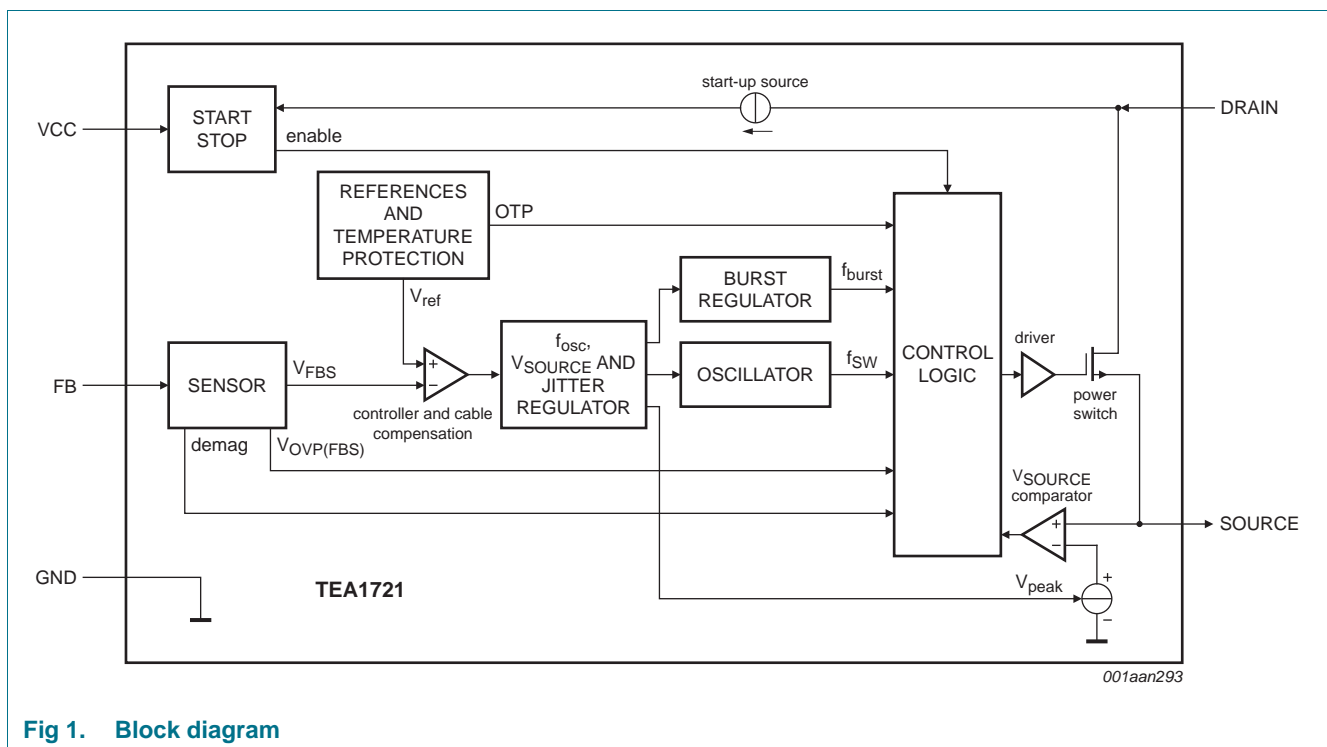 start-up source
DRAIN
START
STOP
VCC
enable
REFERENCES
AND
TEMPERATURE
PROTECTION
OTP
Vref
BURST
REGULATOR
fburst
fosc,
VSOURCE AND
JITTER
REGULATOR
OSCILLATOR
fSW
CONTROL
LOGIC
driver
power
switch
FB
SENSOR
VFBS
+
−
controller and cable
compensation
demag
VOVP(FBS)
VSOURCE
comparator
+
−
SOURCE
GND
TEA1721
Vpeak
+
−
001aan293
Fig 1. Block diagram